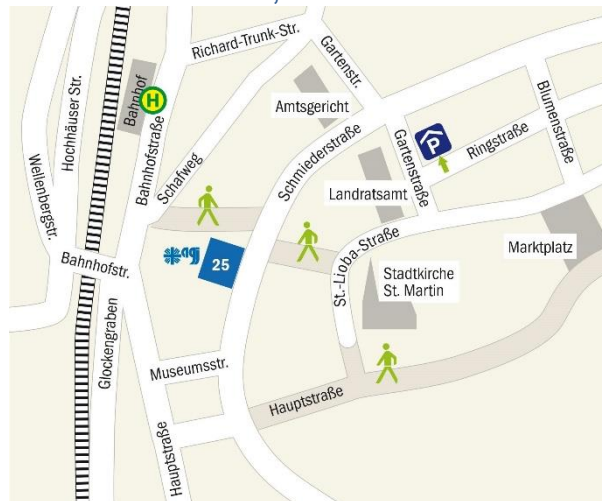 Richard-Trunk-Str.
Gartenstr.
Hochhäuser Str.
Bahnhof
H
Amtsgericht
Blumenstraße
Bahnhofstraße
Schmiederstraße
P
Ringstraße
Gartenstraße
Wellenbergstr.
Schafweg
Landratsamt
St.-Lioba-Straße
Marktplatz
Bahnhofstr.
25
Stadtkirche
St. Martin
Glockengraben
Museumsstr.
Hauptstraße
Hauptstraße